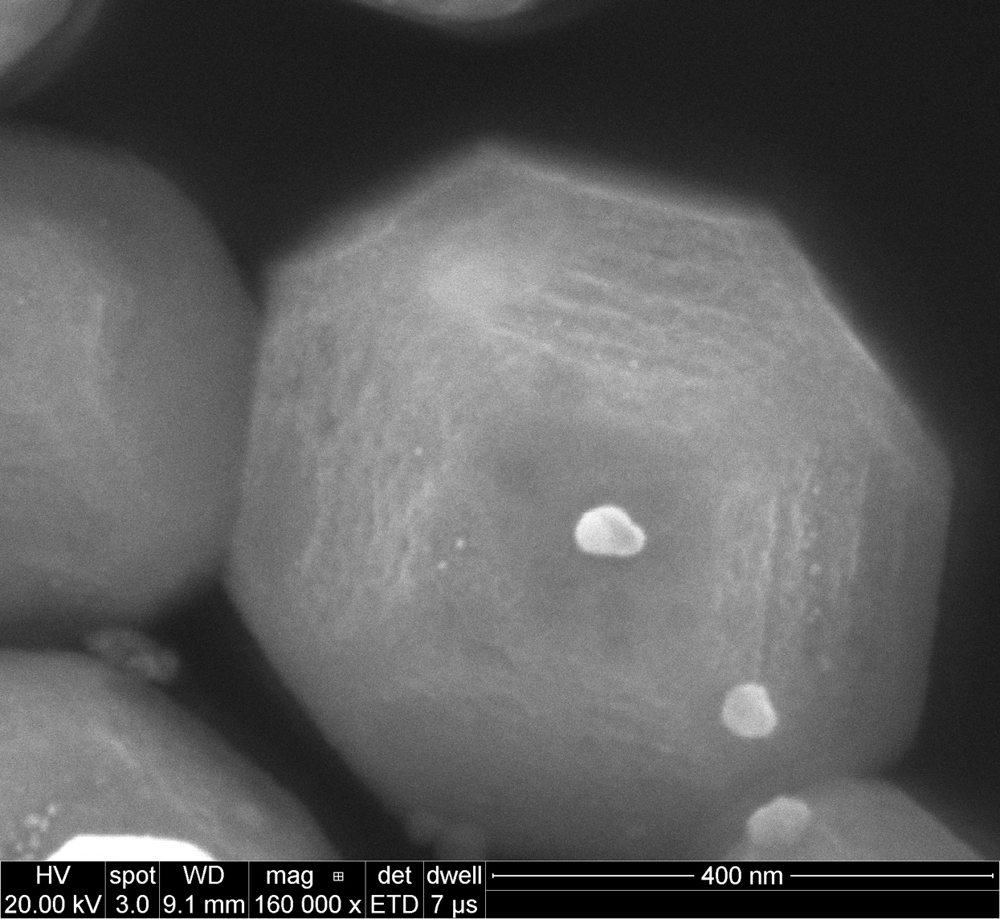 HV spot WD mag ⊞ det dwell 400 nm
20.00 kV 3.0 9.1 mm 160 000 x ETD 7 µs